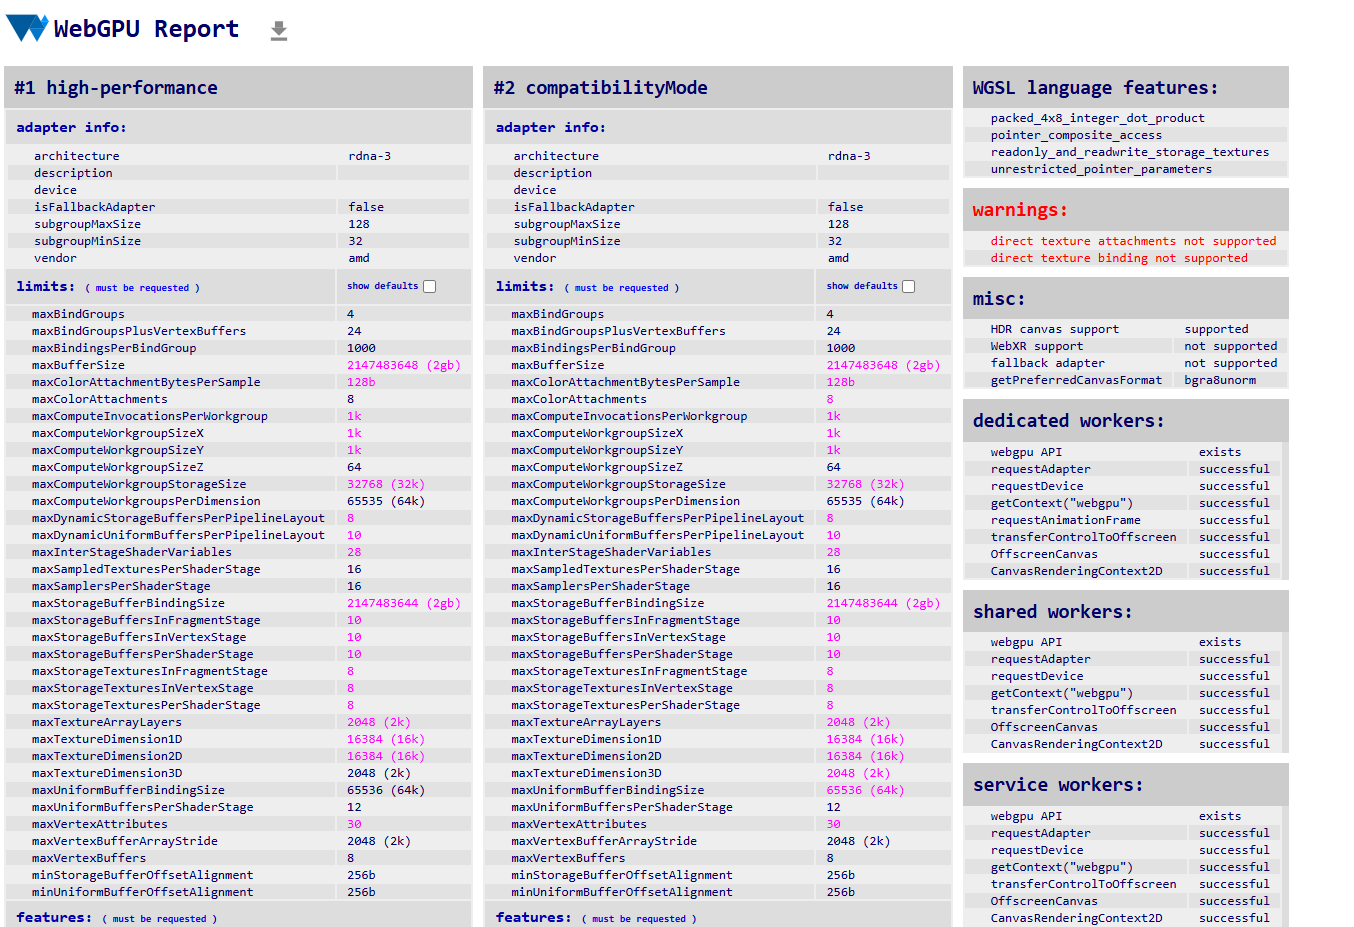 WebGPU Report
#1 high-performance
adapter info:
architecture rdna-3
description
device
isFallbackAdapter false
subgroupMaxSize 128
subgroupMinSize 32
vendor amd
limits: ( must be requested ) show defaults
maxBindGroups 4
maxBindGroupsPlusVertexBuffers 24
maxBindingsPerBindGroup 1000
maxBufferSize 2147483648 (2gb)
maxColorAttachmentBytesPerSample 128b
maxColorAttachments 8
maxComputeInvocationsPerWorkgroup 1k
maxComputeWorkgroupSizeX 1k
maxComputeWorkgroupSizeY 1k
maxComputeWorkgroupSizeZ 64
maxComputeWorkgroupStorageSize 32768 (32k)
maxComputeWorkgroupsPerDimension 65535 (64k)
maxDynamicStorageBuffersPerPipelineLayout 8
maxDynamicUniformBuffersPerPipelineLayout 10
maxInterStageShaderVariables 28
maxSampledTexturesPerShaderStage 16
maxSamplersPerShaderStage 16
maxStorageBufferBindingSize 2147483644 (2gb)
maxStorageBuffersInFragmentStage 10
maxStorageBuffersInVertexStage 10
maxStorageBuffersPerShaderStage 10
maxStorageTexturesInFragmentStage 8
maxStorageTexturesInVertexStage 8
maxStorageTexturesPerShaderStage 8
maxTextureArrayLayers 2048 (2k)
maxTextureDimension1D 16384 (16k)
maxTextureDimension2D 16384 (16k)
maxTextureDimension3D 2048 (2k)
maxUniformBufferBindingSize 65536 (64k)
maxUniformBuffersPerShaderStage 12
maxVertexAttributes 30
maxVertexBufferArrayStride 2048 (2k)
maxVertexBuffers 8
minStorageBufferOffsetAlignment 256b
minUniformBufferOffsetAlignment 256b
features: ( must be requested )
#2 compatibilityMode
adapter info:
architecture rdna-3
description
device
isFallbackAdapter false
subgroupMaxSize 128
subgroupMinSize 32
vendor amd
limits: ( must be requested ) show defaults
maxBindGroups 4
maxBindGroupsPlusVertexBuffers 24
maxBindingsPerBindGroup 1000
maxBufferSize 2147483648 (2gb)
maxColorAttachmentBytesPerSample 128b
maxColorAttachments 8
maxComputeInvocationsPerWorkgroup 1k
maxComputeWorkgroupSizeX 1k
maxComputeWorkgroupSizeY 1k
maxComputeWorkgroupSizeZ 64
maxComputeWorkgroupStorageSize 32768 (32k)
maxComputeWorkgroupsPerDimension 65535 (64k)
maxDynamicStorageBuffersPerPipelineLayout 8
maxDynamicUniformBuffersPerPipelineLayout 10
maxInterStageShaderVariables 28
maxSampledTexturesPerShaderStage 16
maxSamplersPerShaderStage 16
maxStorageBufferBindingSize 2147483644 (2gb)
maxStorageBuffersInFragmentStage 10
maxStorageBuffersInVertexStage 10
maxStorageBuffersPerShaderStage 10
maxStorageTexturesInFragmentStage 8
maxStorageTexturesInVertexStage 8
maxStorageTexturesPerShaderStage 8
maxTextureArrayLayers 2048 (2k)
maxTextureDimension1D 16384 (16k)
maxTextureDimension2D 16384 (16k)
maxTextureDimension3D 2048 (2k)
maxUniformBufferBindingSize 65536 (64k)
maxUniformBuffersPerShaderStage 12
maxVertexAttributes 30
maxVertexBufferArrayStride 2048 (2k)
maxVertexBuffers 8
minStorageBufferOffsetAlignment 256b
minUniformBufferOffsetAlignment 256b
features: ( must be requested )
WGSL language features:
packed_4x8_integer_dot_product
pointer_composite_access
readonly_and_readwrite_storage_textures
unrestricted_pointer_parameters
warnings:
direct texture attachments not supported
direct texture binding not supported
misc:
HDR canvas support supported
WebXR support not supported
fallback adapter not supported
getPreferredCanvasFormat bgra8unorm
dedicated workers:
webgpu API exists
requestAdapter successful
requestDevice successful
getContext("webgpu") successful
requestAnimationFrame successful
transferControlToOffscreen successful
OffscreenCanvas successful
CanvasRenderingContext2D successful
shared workers:
webgpu API exists
requestAdapter successful
requestDevice successful
getContext("webgpu") successful
transferControlToOffscreen successful
OffscreenCanvas successful
CanvasRenderingContext2D successful
service workers:
webgpu API exists
requestAdapter successful
requestDevice successful
getContext("webgpu") successful
transferControlToOffscreen successful
OffscreenCanvas successful
CanvasRenderingContext2D successful